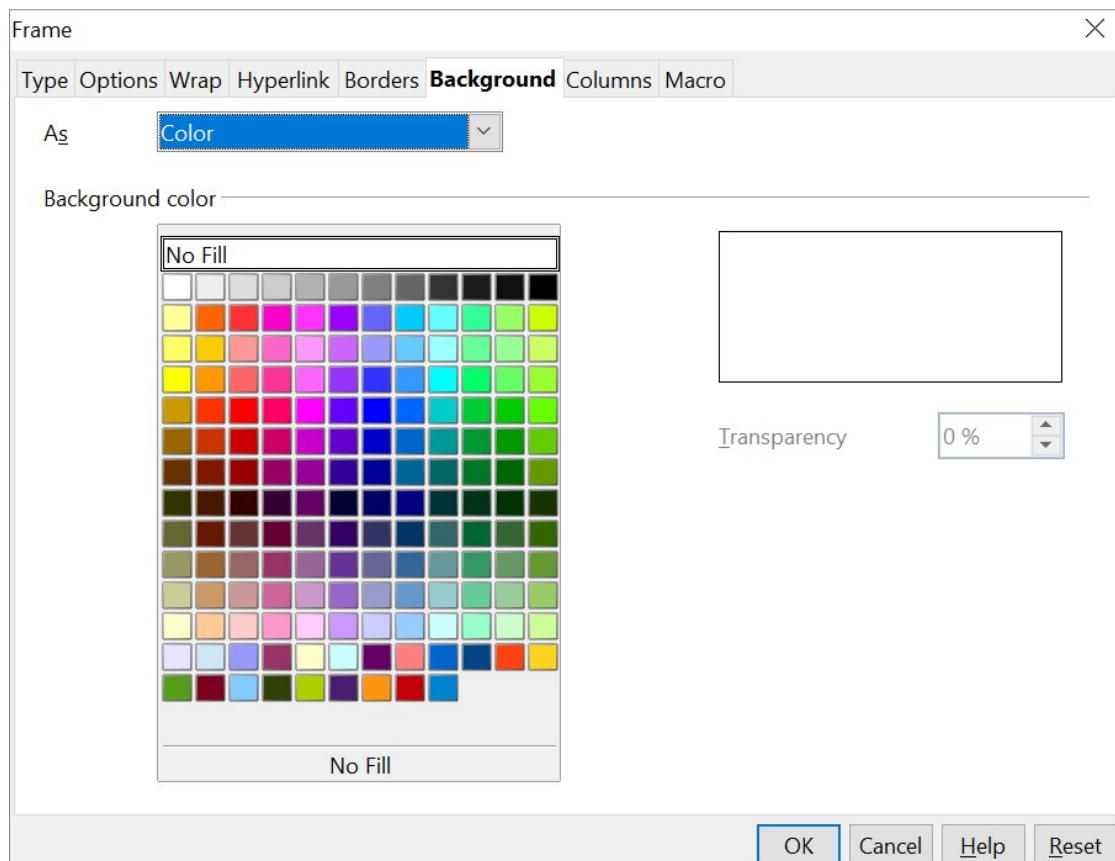 Frame
Type Options Wrap Hyperlink Borders Background Columns Macro
As Color
Background color
No Fill
Transparency 0 %
No Fill
OK Cancel Help Reset